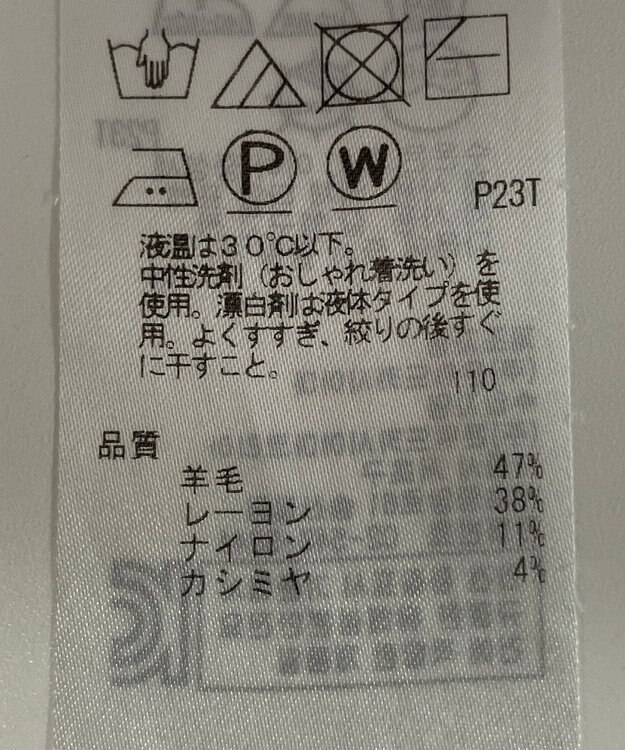 P
W
P23T
液温は30℃以下。
中性洗剤（おしゃれ着洗い）を
使用。漂白剤は液体タイプを使
用。よくすすぎ、絞りの後すぐ
に干すこと。
110
品質
羊毛 47%
レーヨン 38%
ナイロン 11%
カシミヤ 4%